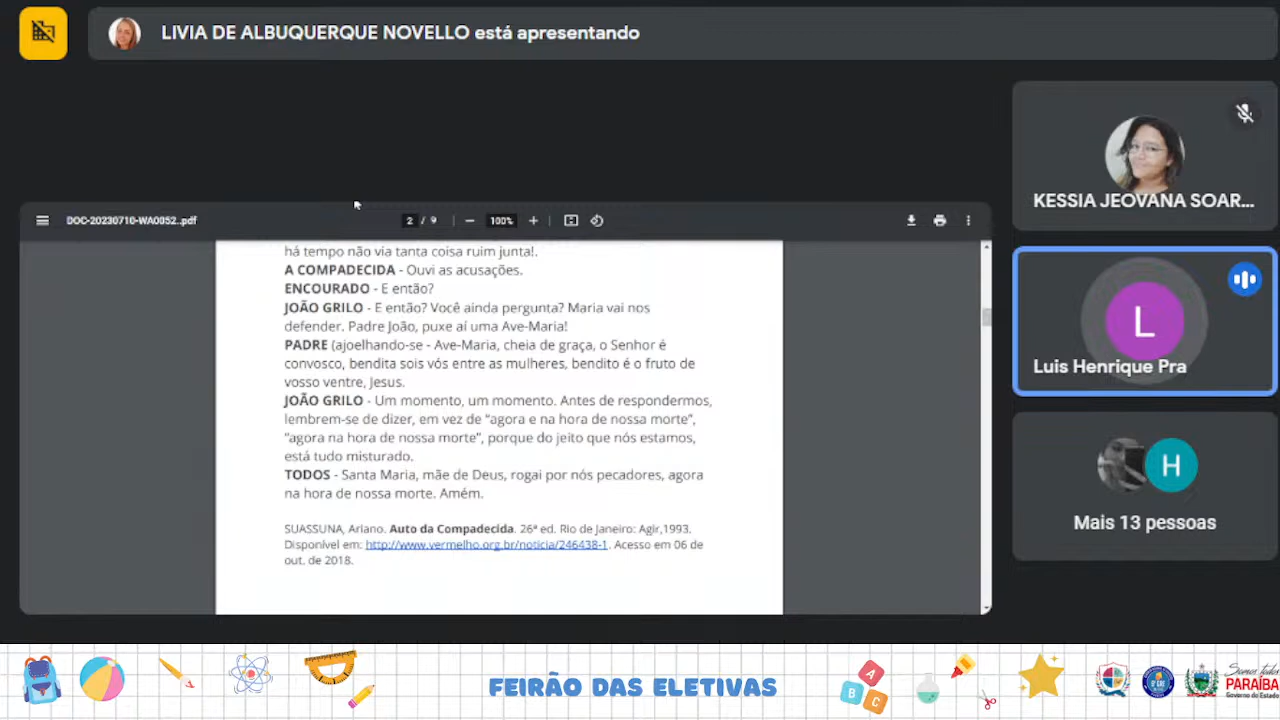 LIVIA DE ALBUQUERQUE NOVELLO está apresentando
KESSIA JEOVANA SOAR...
DOC-20230710-WA0052..pdf
2 / 9
100%
há tempo não via tanta coisa ruim junta!.
A COMPADECIDA - Ouvi as acusações.
ENCOURADO - E então?
JOÃO GRILO - E então? Você ainda pergunta? Maria vai nos
defender. Padre João, puxe aí uma Ave-Maria!
PADRE (ajoelhando-se - Ave-Maria, cheia de graça, o Senhor é
convosco, bendita sois vós entre as mulheres, bendito é o fruto de
vosso ventre, Jesus.
JOÃO GRILO - Um momento, um momento. Antes de respondermos,
lembrem-se de dizer, em vez de “agora e na hora de nossa morte”,
“agora na hora de nossa morte”, porque do jeito que nós estamos,
está tudo misturado.
TODOS - Santa Maria, mãe de Deus, rogai por nós pecadores, agora
na hora de nossa morte. Amém.
SUASSUNA, Ariano. Auto da Compadecida. 26ª ed. Rio de Janeiro: Agir,1993.
Disponível em: http://www.vermelho.org.br/noticia/246438-1. Acesso em 06 de
out. de 2018.
L
Luis Henrique Pra
H
Mais 13 pessoas
FEIRÃO DAS ELETIVAS
A
B
C
Somos todos
PARAÍBA
Governo do Estado